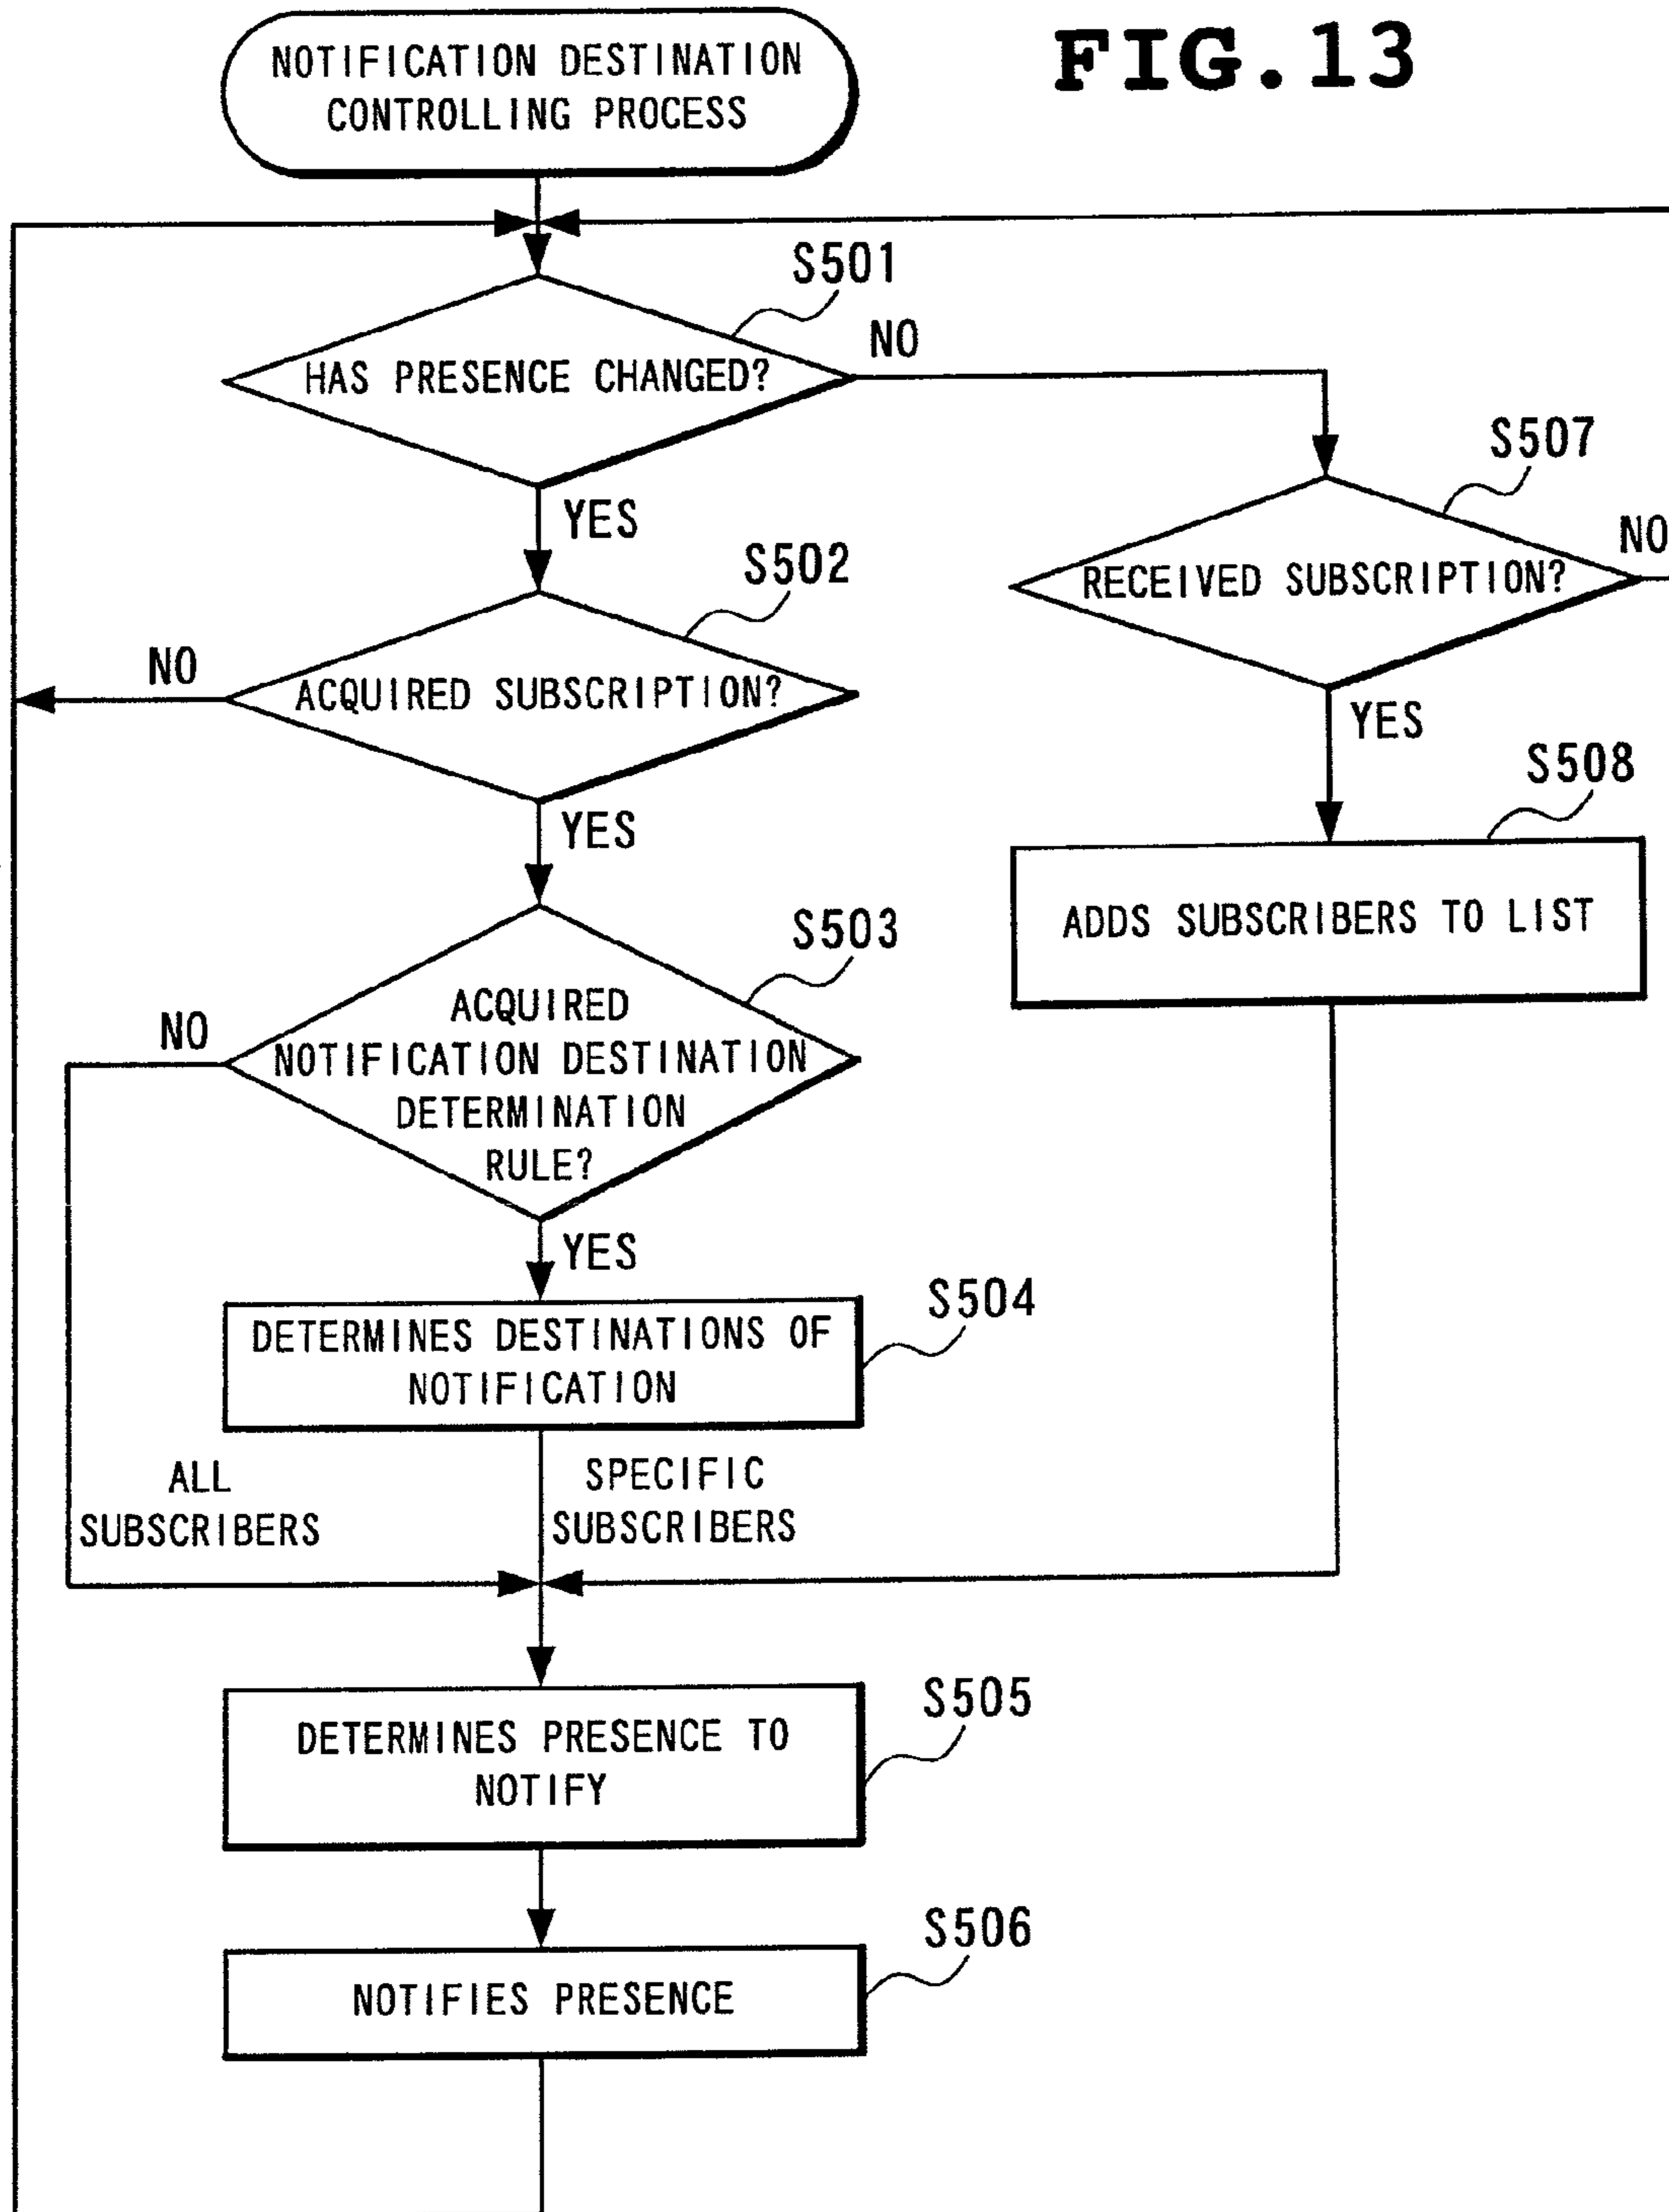 FIG.13
NOTIFICATION DESTINATION
CONTROLLING PROCESS
S501
HAS PRESENCE CHANGED?
NO
YES
S507
RECEIVED SUBSCRIPTION?
NO
YES
S502
ACQUIRED SUBSCRIPTION?
NO
YES
S508
ADDS SUBSCRIBERS TO LIST
S503
ACQUIRED
NOTIFICATION DESTINATION
DETERMINATION
RULE?
NO
YES
S504
DETERMINES DESTINATIONS OF
NOTIFICATION
ALL
SUBSCRIBERS
SPECIFIC
SUBSCRIBERS
S505
DETERMINES PRESENCE TO
NOTIFY
S506
NOTIFIES PRESENCE